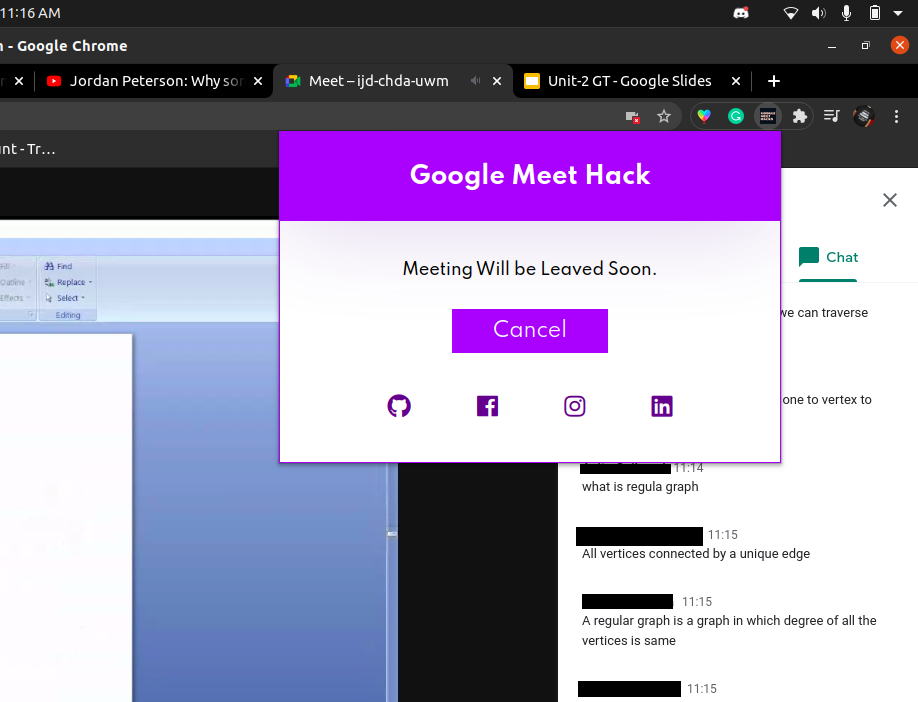 11:16 AM
- Google Chrome
Jordan Peterson: Why sor
Meet – ijd-chda-uwm
Unit-2 GT - Google Slides
nt - Tr...
Google Meet Hack
Meeting Will be Leaved Soon.
Cancel
Chat
we can traverse
one to vertex to
Fill
Outline
Effects
Find
Replace
Select
Editing
11:14
what is regula graph
11:15
All vertices connected by a unique edge
11:15
A regular graph is a graph in which degree of all the
vertices is same
11:15